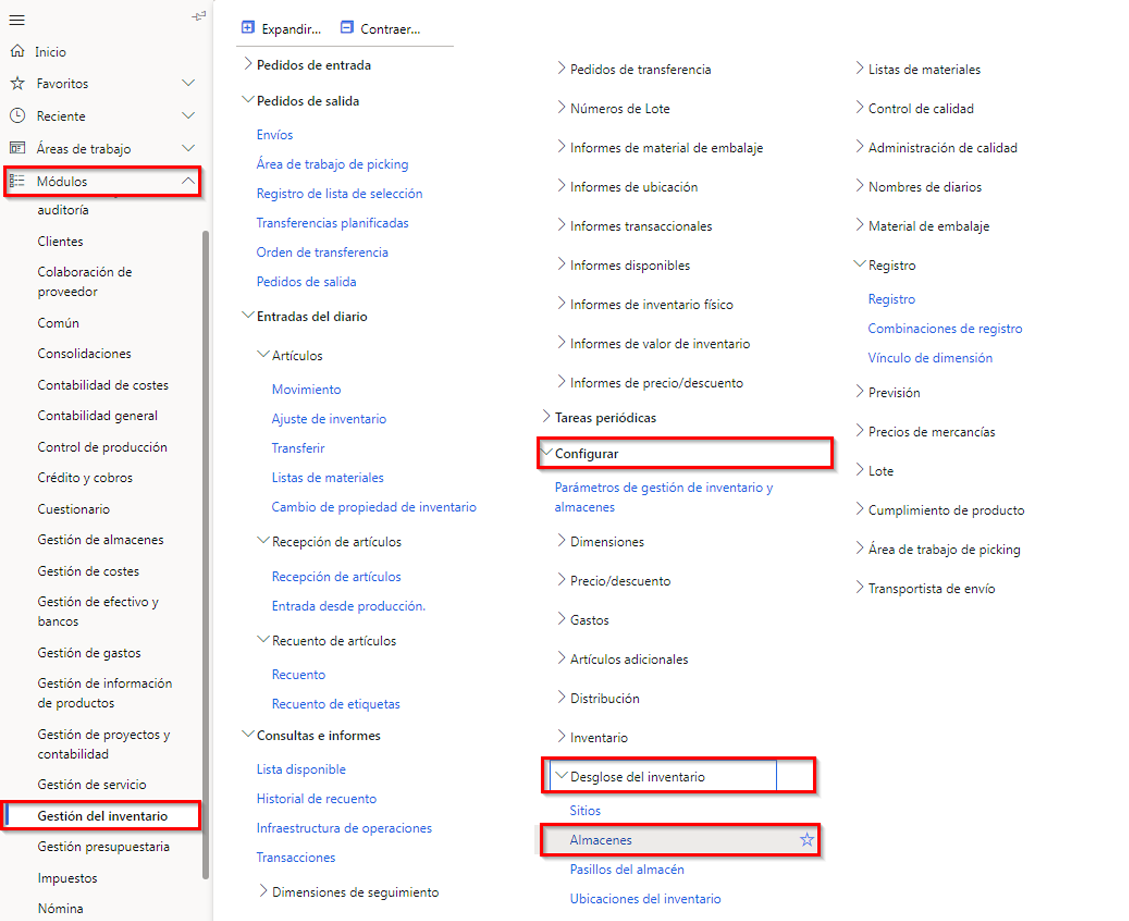 Inicio
Favoritos
Reciente
Áreas de trabajo
Módulos
auditoría
Clientes
Colaboración de
proveedor
Común
Consolidaciones
Contabilidad de costes
Contabilidad general
Control de producción
Crédito y cobros
Cuestionario
Gestión de almacenes
Gestión de costes
Gestión de efectivo y
bancos
Gestión de gastos
Gestión de información
de productos
Gestión de proyectos y
contabilidad
Gestión de servicio
Gestión del inventario
Gestión presupuestaria
Impuestos
Nómina
Expandir... Contraer...
Pedidos de entrada
Pedidos de salida
Envíos
Área de trabajo de picking
Registro de lista de selección
Transferencias planificadas
Orden de transferencia
Pedidos de salida
Entradas del diario
Artículos
Movimiento
Ajuste de inventario
Transferir
Listas de materiales
Cambio de propiedad de inventario
Recepción de artículos
Recepción de artículos
Entrada desde producción.
Recuento de artículos
Recuento
Recuento de etiquetas
Consultas e informes
Lista disponible
Historial de recuento
Infraestructura de operaciones
Transacciones
Dimensiones de seguimiento
Pedidos de transferencia
Números de Lote
Informes de material de embalaje
Informes de ubicación
Informes transaccionales
Informes disponibles
Informes de inventario físico
Informes de valor de inventario
Informes de precio/descuento
Tareas periódicas
Configurar
Parámetros de gestión de inventario y
almacenes
Dimensiones
Precio/descuento
Gastos
Artículos adicionales
Distribución
Inventario
Desglose del inventario
Sitios
Almacenes
Pasillos del almacén
Ubicaciones del inventario
Listas de materiales
Control de calidad
Administración de calidad
Nombres de diarios
Material de embalaje
Registro
Registro
Combinaciones de registro
Vínculo de dimensión
Previsión
Precios de mercancías
Lote
Cumplimiento de producto
Área de trabajo de picking
Transportista de envío